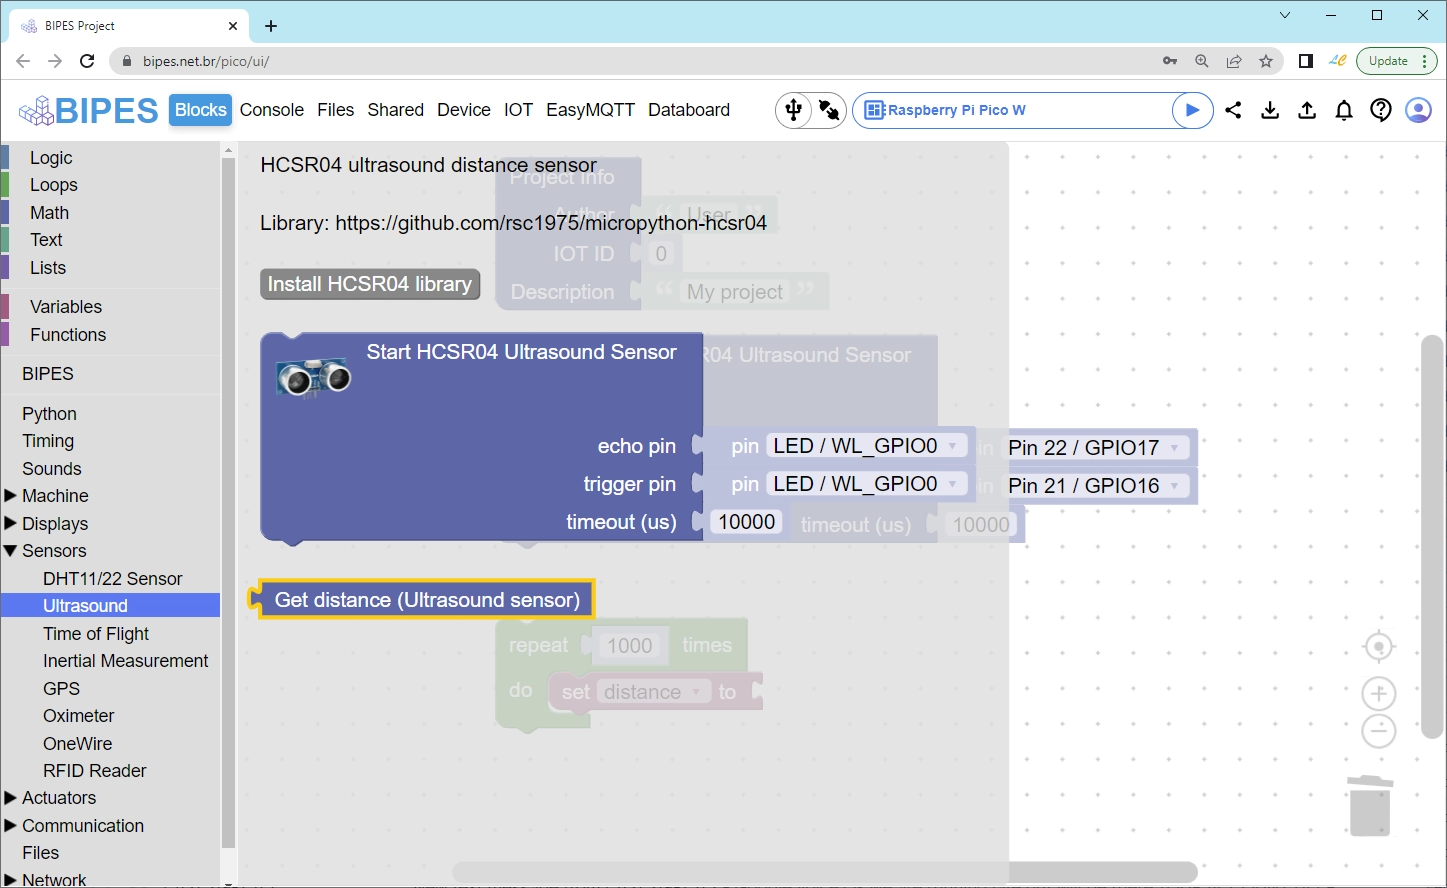 BIPES Project
bipes.net.br/pico/ui/
Update
BIPES
Blocks
Console
Files
Shared
Device
IOT
EasyMQTT
Databoard
Raspberry Pi Pico W
Logic
Loops
Math
Text
Lists
Variables
Functions
BIPES
Python
Timing
Sounds
Machine
Displays
Sensors
DHT11/22 Sensor
Ultrasound
Time of Flight
Inertial Measurement
GPS
Oximeter
OneWire
RFID Reader
Actuators
Communication
Files
Network
HCSR04 ultrasound distance sensor
Project Info
Author “ User ”
Library: https://github.com/rsc1975/micropython-hcsr04
IOT ID 0
Install HCSR04 library
Description “ My project ”
Start HCSR04 Ultrasound Sensor
R04 Ultrasound Sensor
echo pin pin LED / WL_GPIO0
in Pin 22 / GPIO17
trigger pin pin LED / WL_GPIO0
in Pin 21 / GPIO16
timeout (us) 10000
timeout (us) 10000
Get distance (Ultrasound sensor)
repeat 1000 times
do set distance to